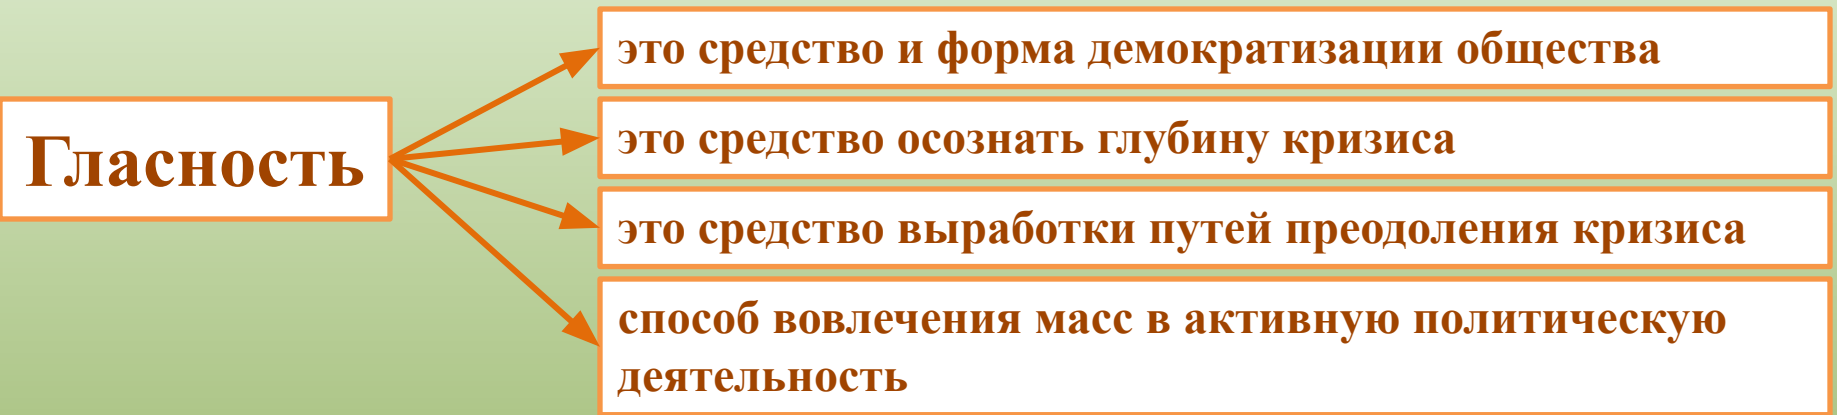 Гласность
это средство и форма демократизации общества
это средство осознать глубину кризиса
это средство выработки путей преодоления кризиса
способ вовлечения масс в активную политическую
деятельность